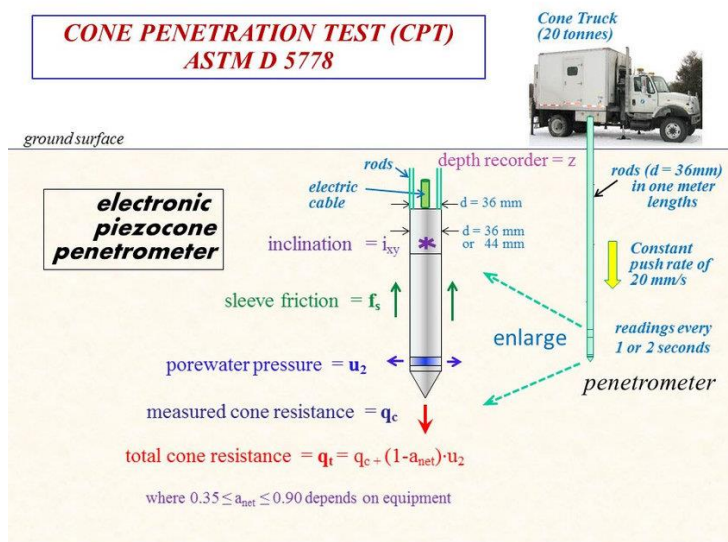 CONE PENETRATION TEST (CPT)
ASTM D 5778
Cone Truck
(20 tonnes)
ground surface
rods
depth recorder = z
electric
cable
d = 36 mm
rods (d = 36mm)
in one meter
lengths
electronic
piezocone
penetrometer
inclination = ixy
d = 36 mm
or 44 mm
Constant
push rate of
20 mm/s
sleeve friction = fs
enlarge
readings every
1 or 2 seconds
porewater pressure = u2
penetrometer
measured cone resistance = qc
total cone resistance = qt = qc + (1-anet)·u2
where 0.35 ≤ anet ≤ 0.90 depends on equipment